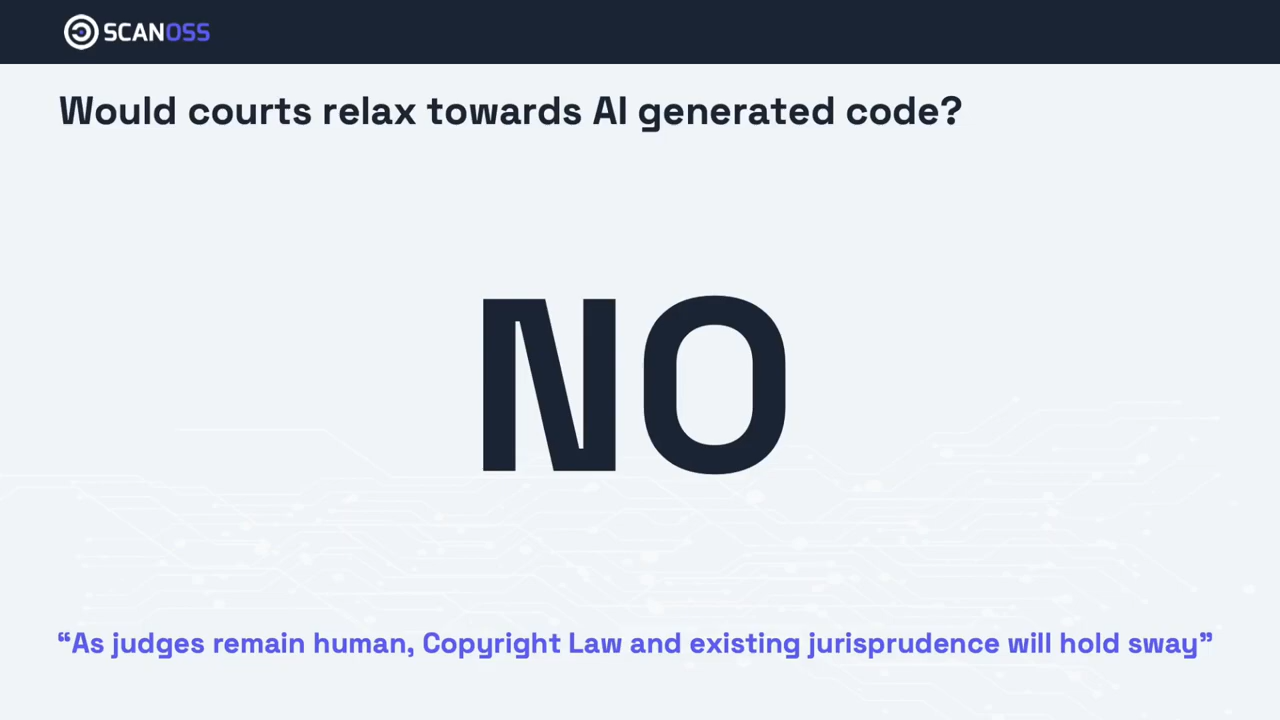 SCANOSS
Would courts relax towards AI generated code?
NO
“As judges remain human, Copyright Law and existing jurisprudence will hold sway”